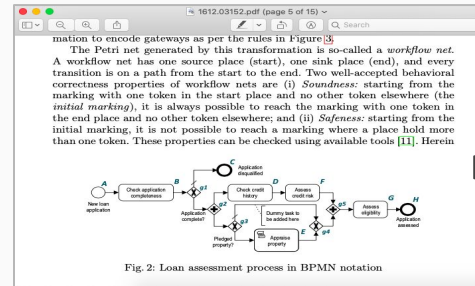 1612.03152.pdf (page 5 of 15)
Search
mation to encode gateways as per the rules in Figure 3.
The Petri net generated by this transformation is so-called a workflow net.
A workflow net has one source place (start), one sink place (end), and every
transition is on a path from the start to the end. Two well-accepted behavioral
correctness properties of workflow nets are (i) Soundness: starting from the
marking with one token in the start place and no other token elsewhere (the
initial marking), it is always possible to reach the marking with one token in
the end place and no other token elsewhere; and (ii) Safeness: starting from the
initial marking, it is not possible to reach a marking where a place hold more
than one token. These properties can be checked using available tools [11]. Herein
C
Application
disqualified
A
B
D
F
G
H
Check application
completeness
g1
Check credit
history
Assess
credit risk
g5
Assess
eligibility
New loan
application
g2
Application
complete?
Dummy task to
be added here
Application
assessed
g3
E
g4
Appraise
property
Pledged
property?
Fig. 2: Loan assessment process in BPMN notation